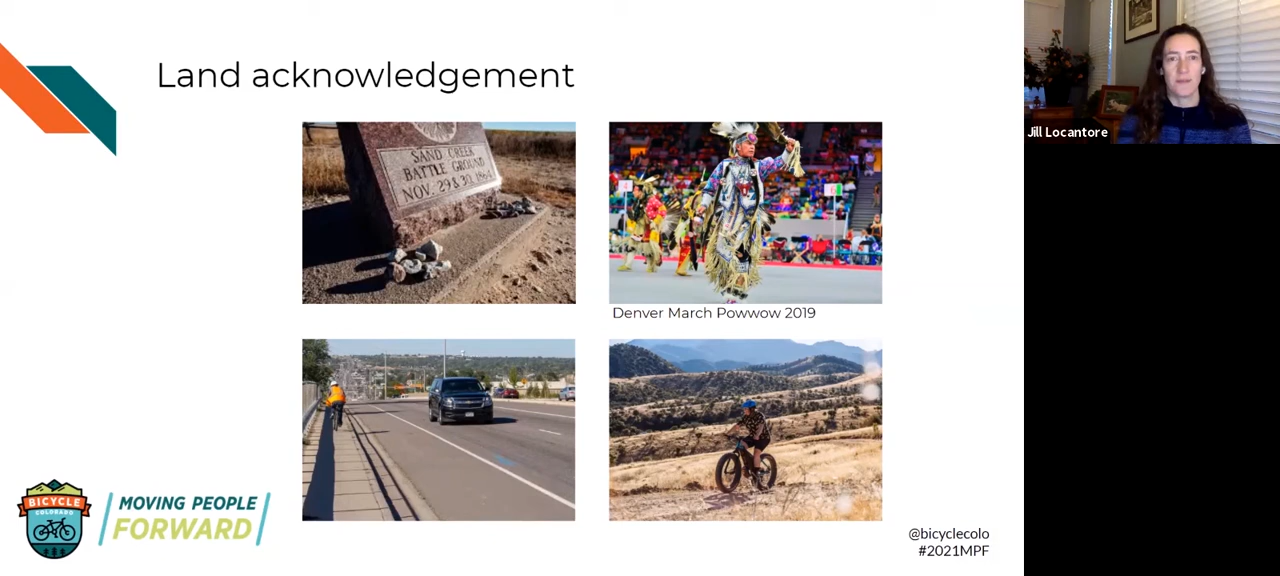 Land acknowledgement
Jill Locantore
SAND CREEK
BATTLE GROUND
NOV. 29 & 30, 1864
Denver March Powwow 2019
BICYCLE
COLORADO
MOVING PEOPLE
FORWARD
@bicyclecolo
#2021MPF